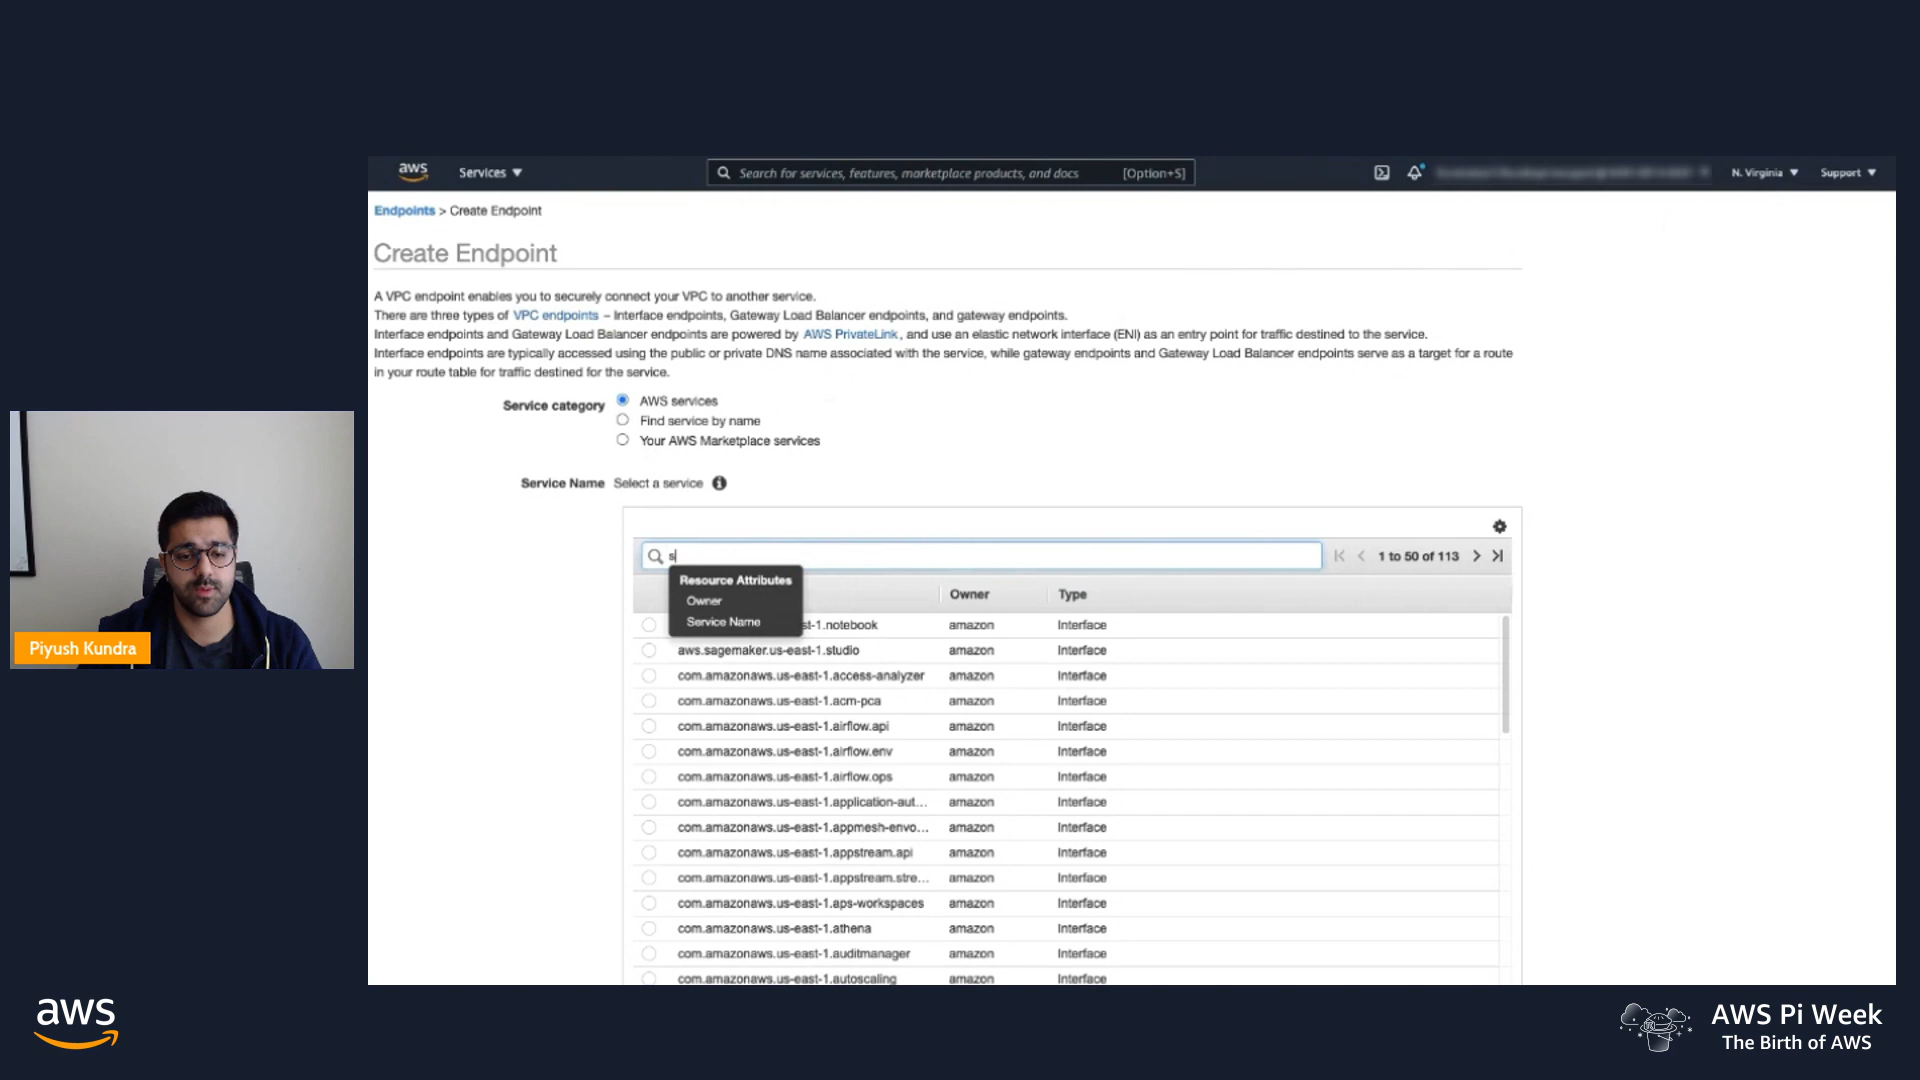 aws
Services
Search for services, features, marketplace products, and docs
[Option+S]
N. Virginia
Support
Endpoints > Create Endpoint
Create Endpoint
A VPC endpoint enables you to securely connect your VPC to another service.
There are three types of VPC endpoints – Interface endpoints, Gateway Load Balancer endpoints, and gateway endpoints.
Interface endpoints and Gateway Load Balancer endpoints are powered by AWS PrivateLink, and use an elastic network interface (ENI) as an entry point for traffic destined to the service.
Interface endpoints are typically accessed using the public or private DNS name associated with the service, while gateway endpoints and Gateway Load Balancer endpoints serve as a target for a route
in your route table for traffic destined for the service.
Service category
AWS services
Find service by name
Your AWS Marketplace services
Service Name Select a service
s
1 to 50 of 113
Resource Attributes
Owner
Service Name
Owner Type
st-1.notebook amazon Interface
aws.sagemaker.us-east-1.studio amazon Interface
com.amazonaws.us-east-1.access-analyzer amazon Interface
com.amazonaws.us-east-1.acm-pca amazon Interface
com.amazonaws.us-east-1.airflow.api amazon Interface
com.amazonaws.us-east-1.airflow.env amazon Interface
com.amazonaws.us-east-1.airflow.ops amazon Interface
com.amazonaws.us-east-1.application-aut... amazon Interface
com.amazonaws.us-east-1.appmesh-envo... amazon Interface
com.amazonaws.us-east-1.appstream.api amazon Interface
com.amazonaws.us-east-1.appstream.stre... amazon Interface
com.amazonaws.us-east-1.aps-workspaces amazon Interface
com.amazonaws.us-east-1.athena amazon Interface
com.amazonaws.us-east-1.auditmanager amazon Interface
com.amazonaws.us-east-1.autoscaling amazon Interface
Piyush Kundra
aws
AWS Pi Week
The Birth of AWS